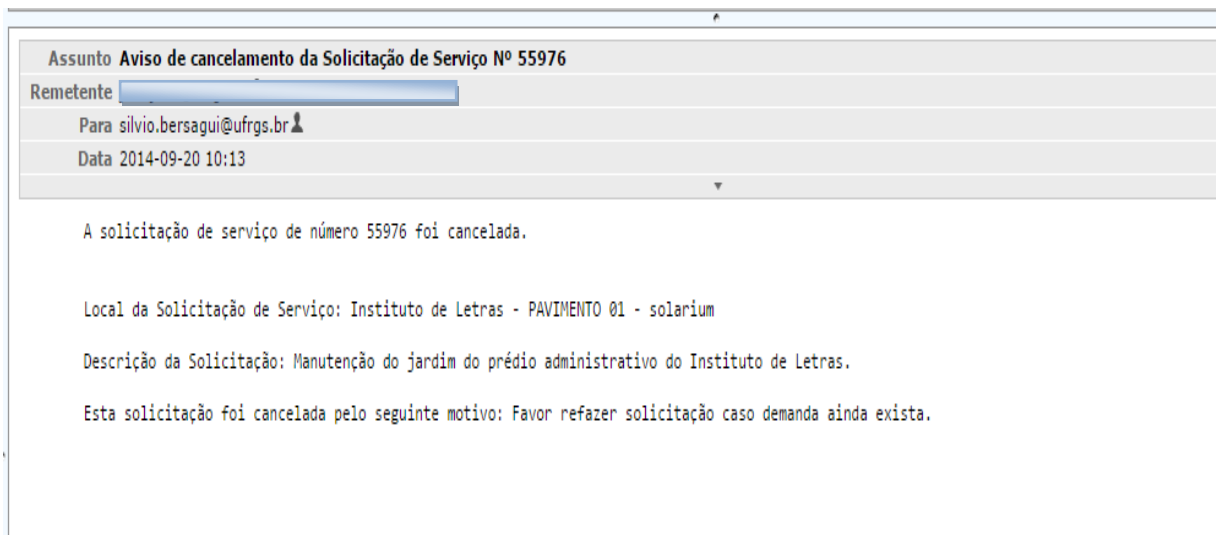 Assunto Aviso de cancelamento da Solicitação de Serviço Nº 55976
Remetente
Para silvio.bersagui@ufrgs.br
Data 2014-09-20 10:13
A solicitação de serviço de número 55976 foi cancelada.
Local da Solicitação de Serviço: Instituto de Letras - PAVIMENTO 01 - solarium
Descrição da Solicitação: Manutenção do jardim do prédio administrativo do Instituto de Letras.
Esta solicitação foi cancelada pelo seguinte motivo: Favor refazer solicitação caso demanda ainda exista.